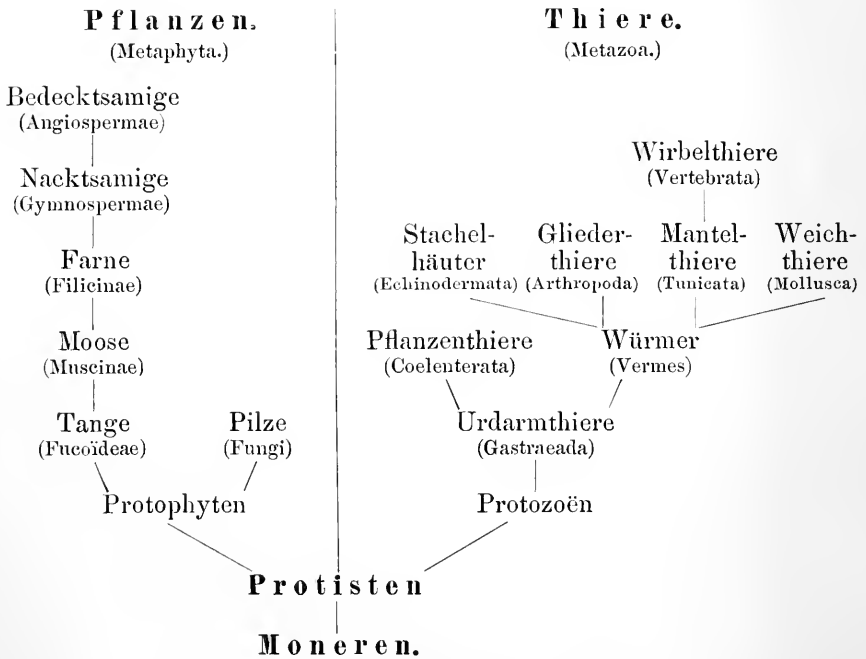 Pflanzen.
(Metaphyta.)
Bedecktsamige
(Angiospermae)
Nacktsamige
(Gymnospermae)
Farne
(Filicinae)
Moose
(Muscinae)
Tange
(Fucoïdeae)
Pilze
(Fungi)
Protophyten
Thiere.
(Metazoa.)
Wirbelthiere
(Vertebrata)
Stachel-
häuter
(Echinodermata)
Glieder-
thiere
(Arthropoda)
Mantel-
thiere
(Tunicata)
Weich-
thiere
(Mollusca)
Pflanzenthiere
(Coelenterata)
Würmer
(Vermes)
Urdarmthiere
(Gastraeada)
Protozoën
Protisten
Moneren.